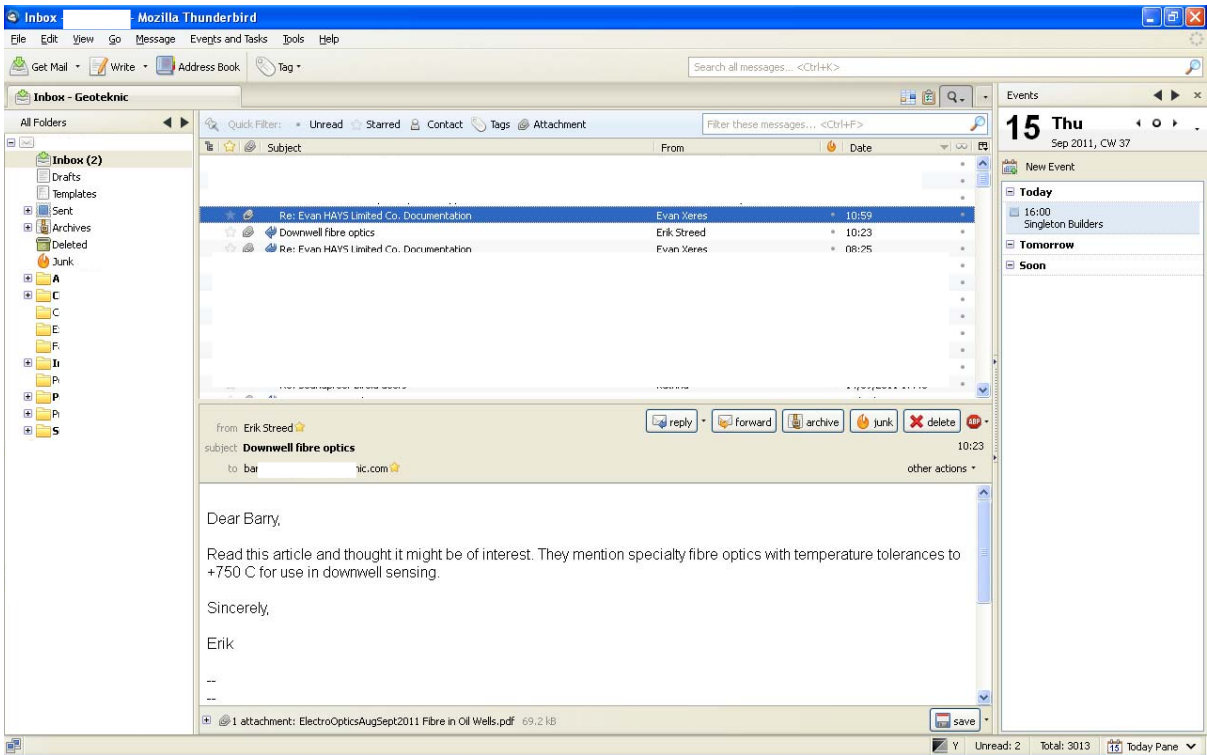 Inbox - - Mozilla Thunderbird
File Edit View Go Message Events and Tasks Tools Help
Get Mail Write Address Book Tag Search all messages... <Ctrl+K>
Inbox - Geoteknic
Events
All Folders
Quick Filter: Unread Starred Contact Tags Attachment Filter these messages... <Ctrl+F>
15 Thu
Sep 2011, CW 37
Subject From Date
New Event
Inbox (2)
Drafts
Templates
Sent
Archives
Deleted
Junk
A
C
C
E
F
P
P
P
S
Re: Evan HAYS Limited Co. Documentation Evan Xeres 10:59
Downwell fibre optics Erik Streed 10:23
Re: Evan HAYS Limited Co. Documentation Evan Xeres 08:25
Today
16:00
Singleton Builders
Tomorrow
Soon
from Erik Streed
reply forward archive junk delete ABP
subject Downwell fibre optics 10:23
to bar nic.com other actions
Dear Barry,
Read this article and thought it might be of interest. They mention specialty fibre optics with temperature tolerances to
+750 C for use in downwell sensing.
Sincerely,
Erik
--
--
1 attachment: ElectroOpticsAugSept2011 Fibre in Oil Wells.pdf 69.2 kB save
Y Unread: 2 Total: 3013 15 Today Pane